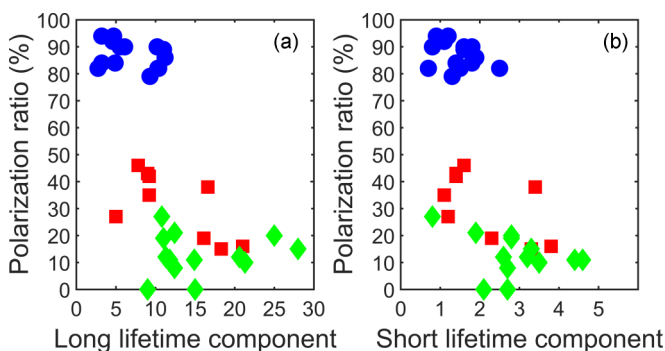 Polarization ratio (%)
100
90
80
70
60
50
40
30
20
10
0
(a)
0 5 10 15 20 25 30
Long lifetime component
Polarization ratio (%)
100
90
80
70
60
50
40
30
20
10
0
(b)
0 1 2 3 4 5
Short lifetime component